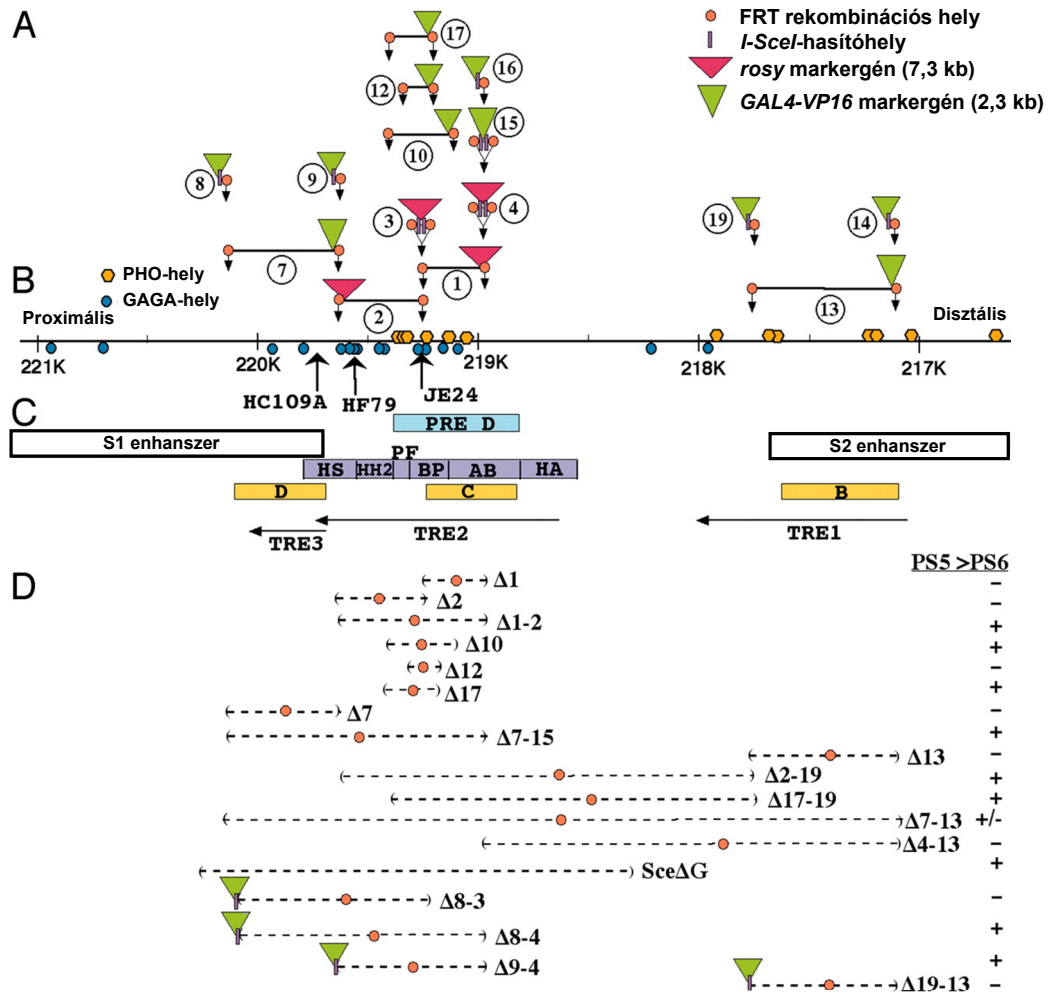 A
17
FRT rekombinációs hely
I-SceI-hasítóhely
rosy markergén (7,3 kb)
GAL4-VP16 markergén (2,3 kb)
12
16
10
15
8
9
3
4
19
14
7
1
13
2
B
PHO-hely
GAGA-hely
Proximális
Disztális
221K
220K
219K
218K
217K
HC109A
HF79
JE24
C
PRE D
S1 enhanszer
S2 enhanszer
PF
HS
HH2
BP
AB
HA
D
C
B
TRE3
TRE2
TRE1
PS5 >PS6
D
Δ1 –
Δ2 –
Δ1-2 +
Δ10 +
Δ12 –
Δ17 +
Δ7 –
Δ7-15 +
Δ13 –
Δ2-19 +
Δ17-19 +
Δ7-13 +/-
Δ4-13 –
SceΔG +
Δ8-3 –
Δ8-4 +
Δ9-4 +
Δ19-13 –